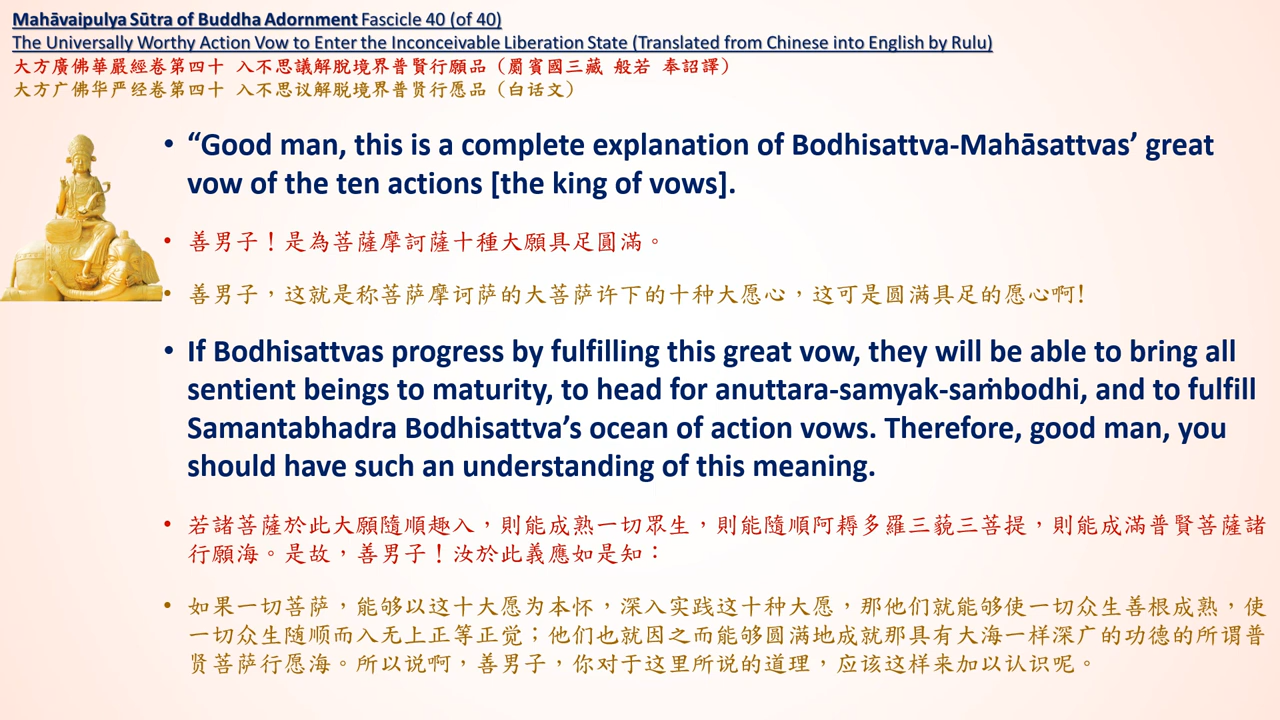 Mahāvaipulya Sūtra of Buddha Adornment Fascicle 40 (of 40)
The Universally Worthy Action Vow to Enter the Inconceivable Liberation State (Translated from Chinese into English by Rulu)
大方廣佛華嚴經卷第四十 入不思議解脫境界普賢行願品（罽賓國三藏 般若 奉詔譯）
大方广佛华严经卷第四十 入不思议解脱境界普贤行愿品（白话文）
• “Good man, this is a complete explanation of Bodhisattva-Mahāsattvas’ great
vow of the ten actions [the king of vows].
• 善男子！是為菩薩摩訶薩十種大願具足圓滿。
• 善男子，这就是称菩萨摩诃萨的大菩萨许下的十种大愿心，这可是圆满具足的愿心啊!
• If Bodhisattvas progress by fulfilling this great vow, they will be able to bring all
sentient beings to maturity, to head for anuttara-samyak-saṁbodhi, and to fulfill
Samantabhadra Bodhisattva’s ocean of action vows. Therefore, good man, you
should have such an understanding of this meaning.
• 若諸菩薩於此大願隨順趣入，則能成熟一切眾生，則能隨順阿耨多羅三藐三菩提，則能成滿普賢菩薩諸
行願海。是故，善男子！汝於此義應如是知：
• 如果一切菩萨，能够以这十大愿为本怀，深入实践这十种大愿，那他们就能够使一切众生善根成熟，使
一切众生随顺而入无上正等正觉；他们也就因之而能够圆满地成就那具有大海一样深广的功德的所谓普
贤菩萨行愿海。所以说啊，善男子，你对于这里所说的道理，应该这样来加以认识呢。